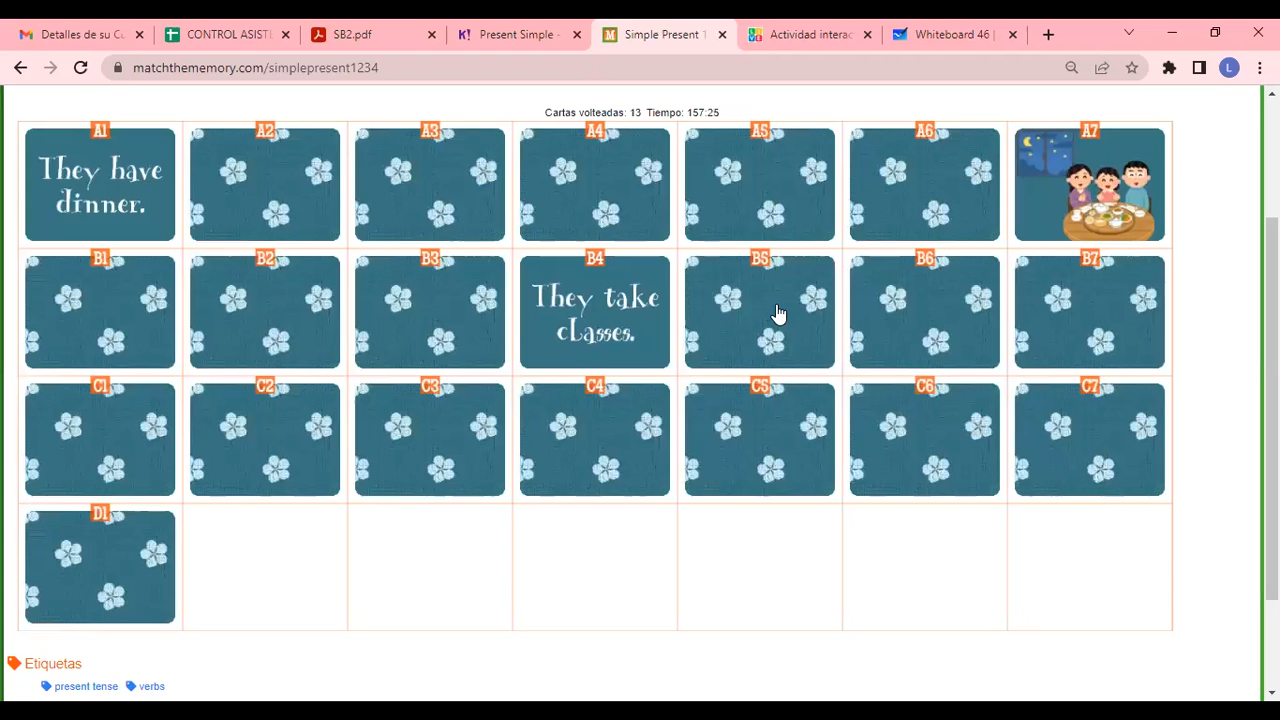 Detalles de su Cu
CONTROL ASIST
SB2.pdf
Present Simple -
Simple Present 1
Actividad interac
Whiteboard 46 |
matchthememory.com/simplepresent1234
L
Cartas volteadas: 13 Tiempo: 157:25
A1 A2 A3 A4 A5 A6 A7
They have
dinner.
B1 B2 B3 B4 B5 B6 B7
They take
classes.
C1 C2 C3 C4 C5 C6 C7
D1
Etiquetas
present tense verbs